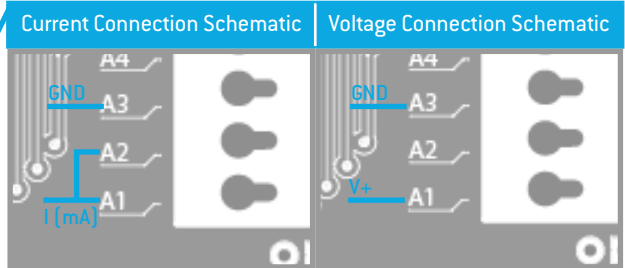 Current Connection Schematic
Voltage Connection Schematic
A4
GND
A3
A2
A1
I (mA)
A4
GND
A3
A2
V+
A1